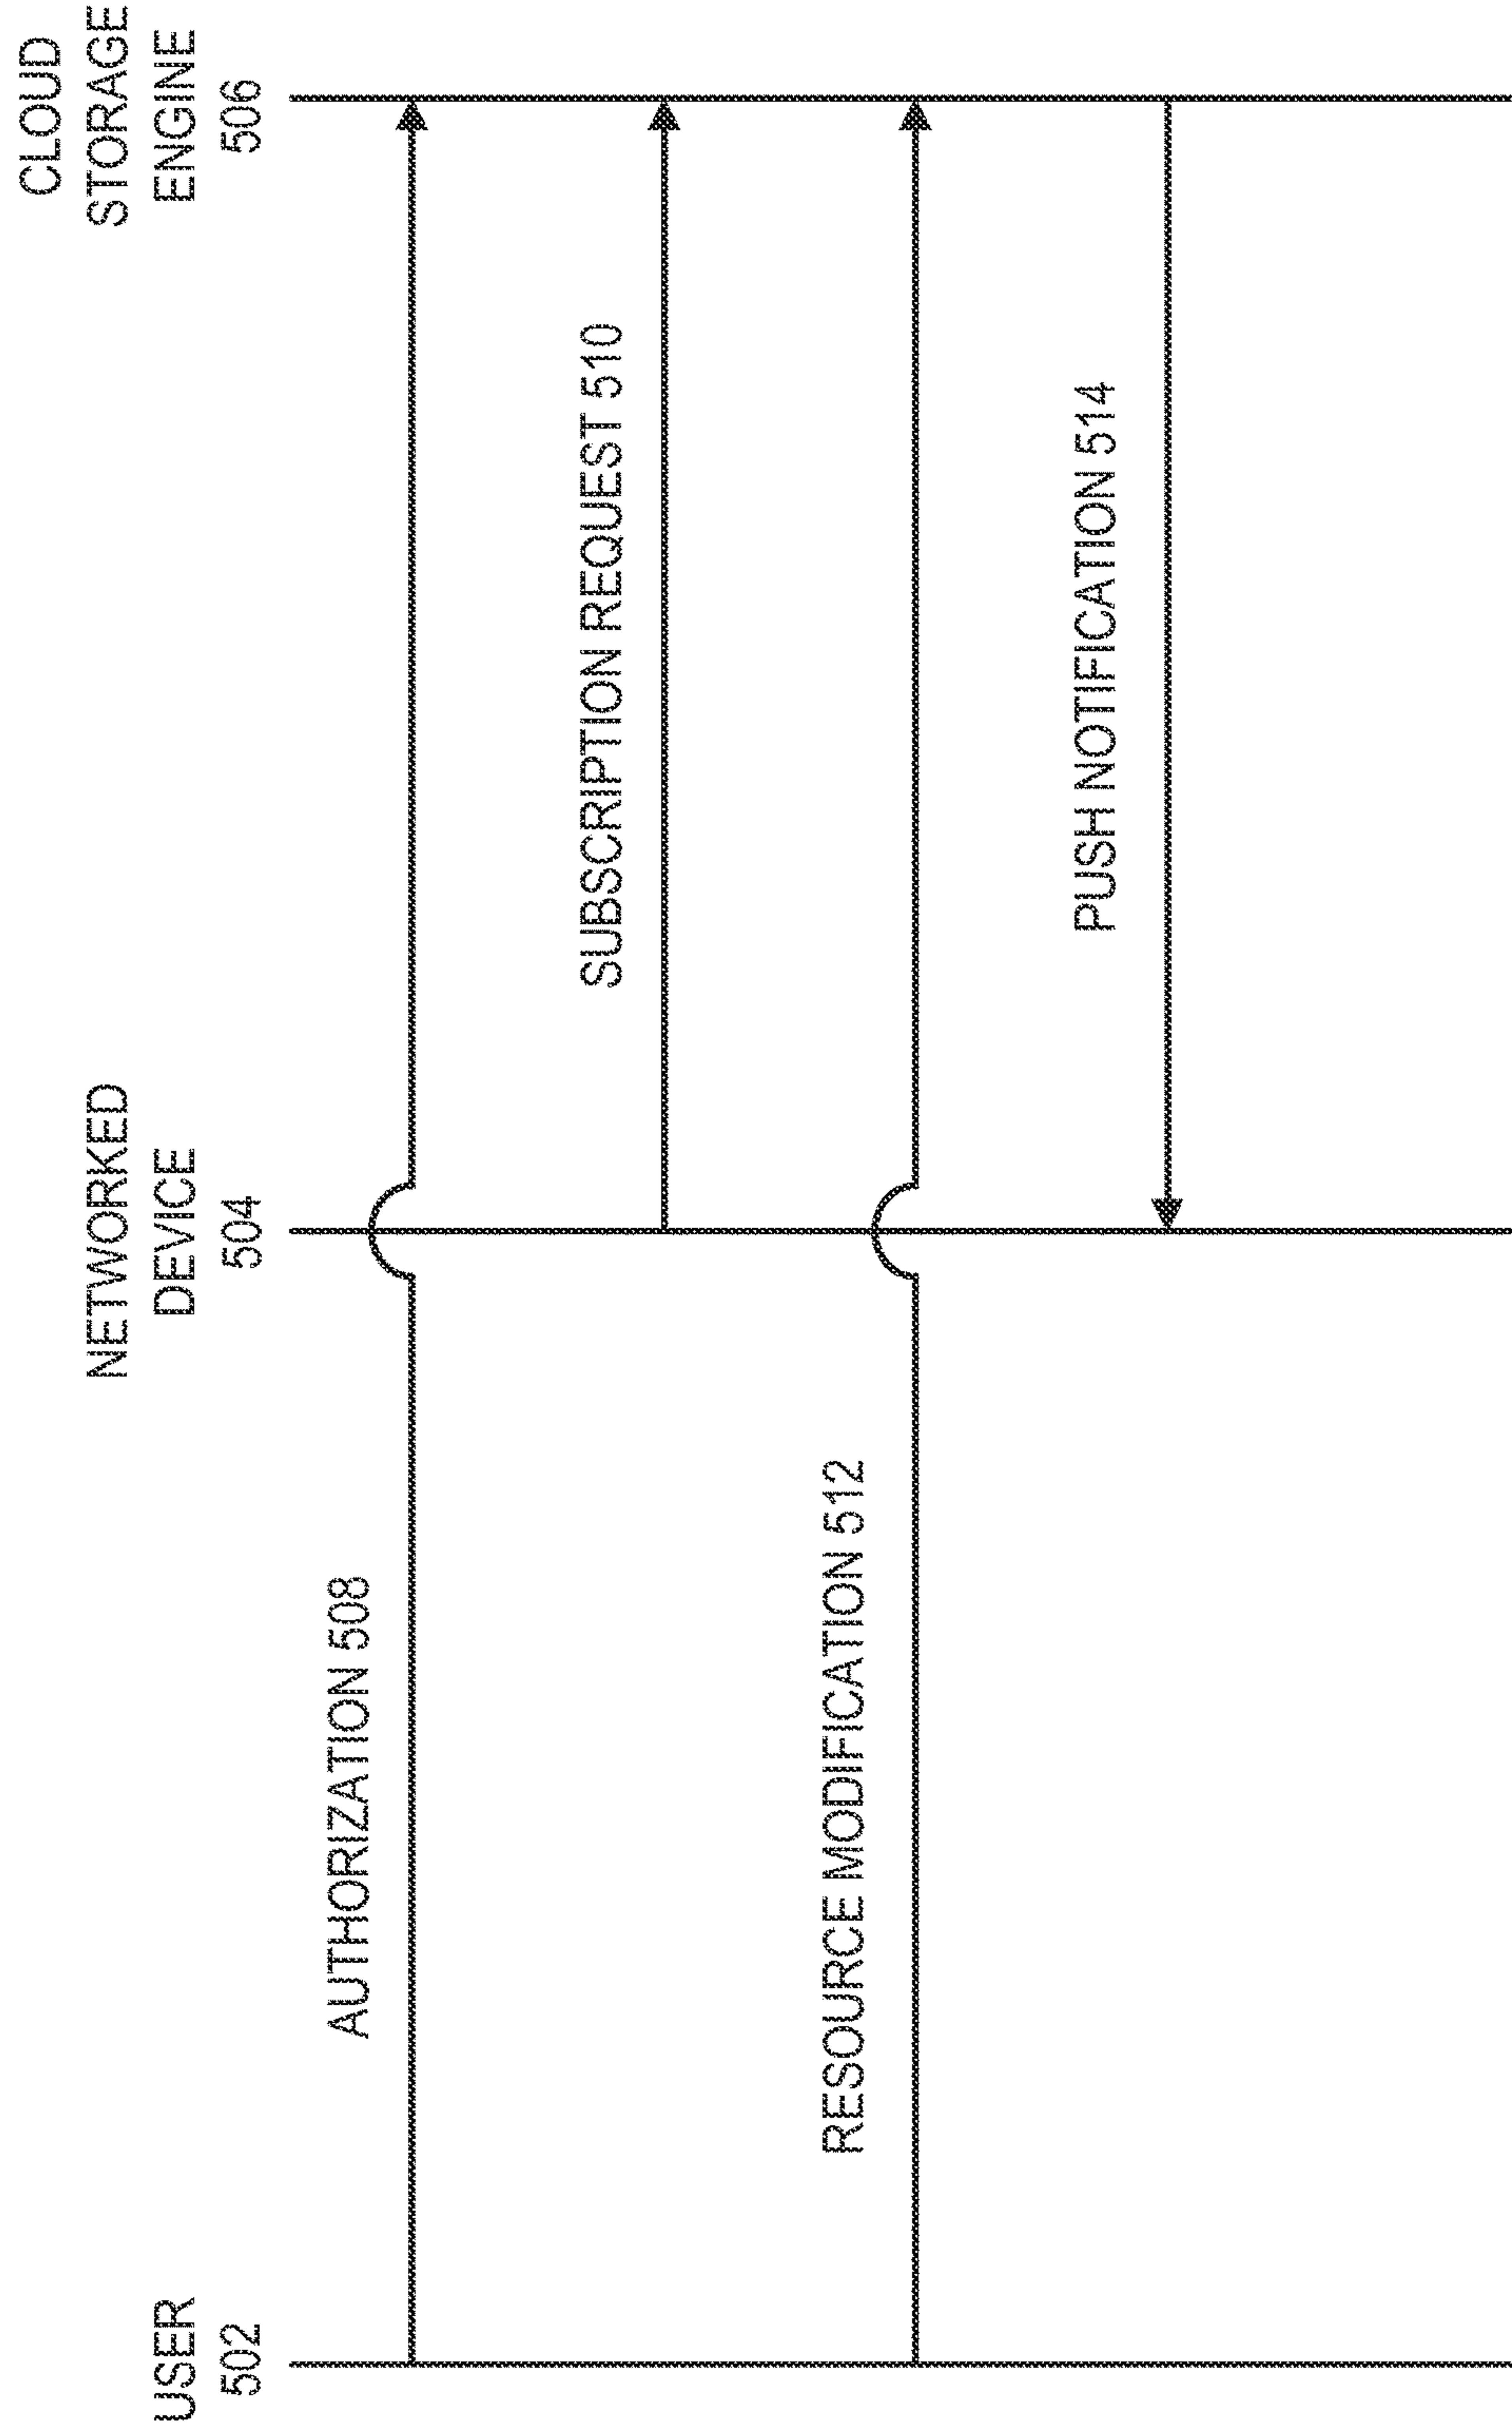 USER
502
NETWORKED
DEVICE
504
CLOUD
STORAGE
ENGINE
506
AUTHORIZATION 508
SUBSCRIPTION REQUEST 510
RESOURCE MODIFICATION 512
PUSH NOTIFICATION 514